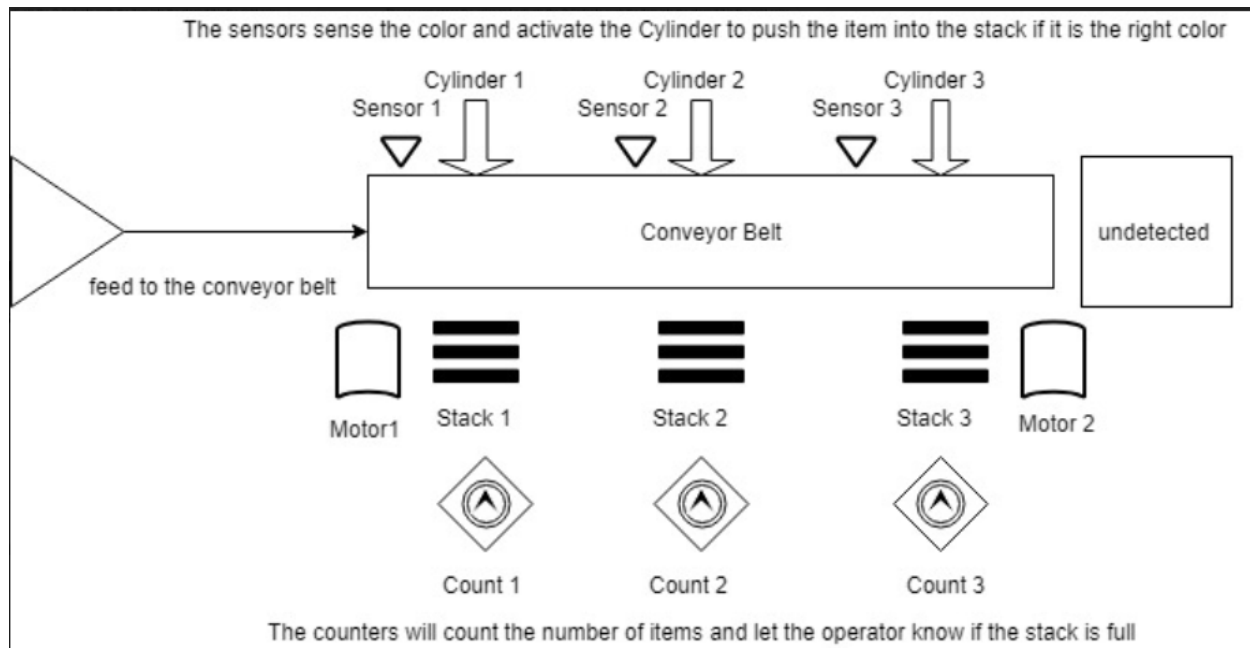 The sensors sense the color and activate the Cylinder to push the item into the stack if it is the right color
Cylinder 1
Cylinder 2
Cylinder 3
Sensor 1
Sensor 2
Sensor 3
Conveyor Belt
undetected
feed to the conveyor belt
Motor1
Stack 1
Stack 2
Stack 3
Motor 2
Count 1
Count 2
Count 3
The counters will count the number of items and let the operator know if the stack is full